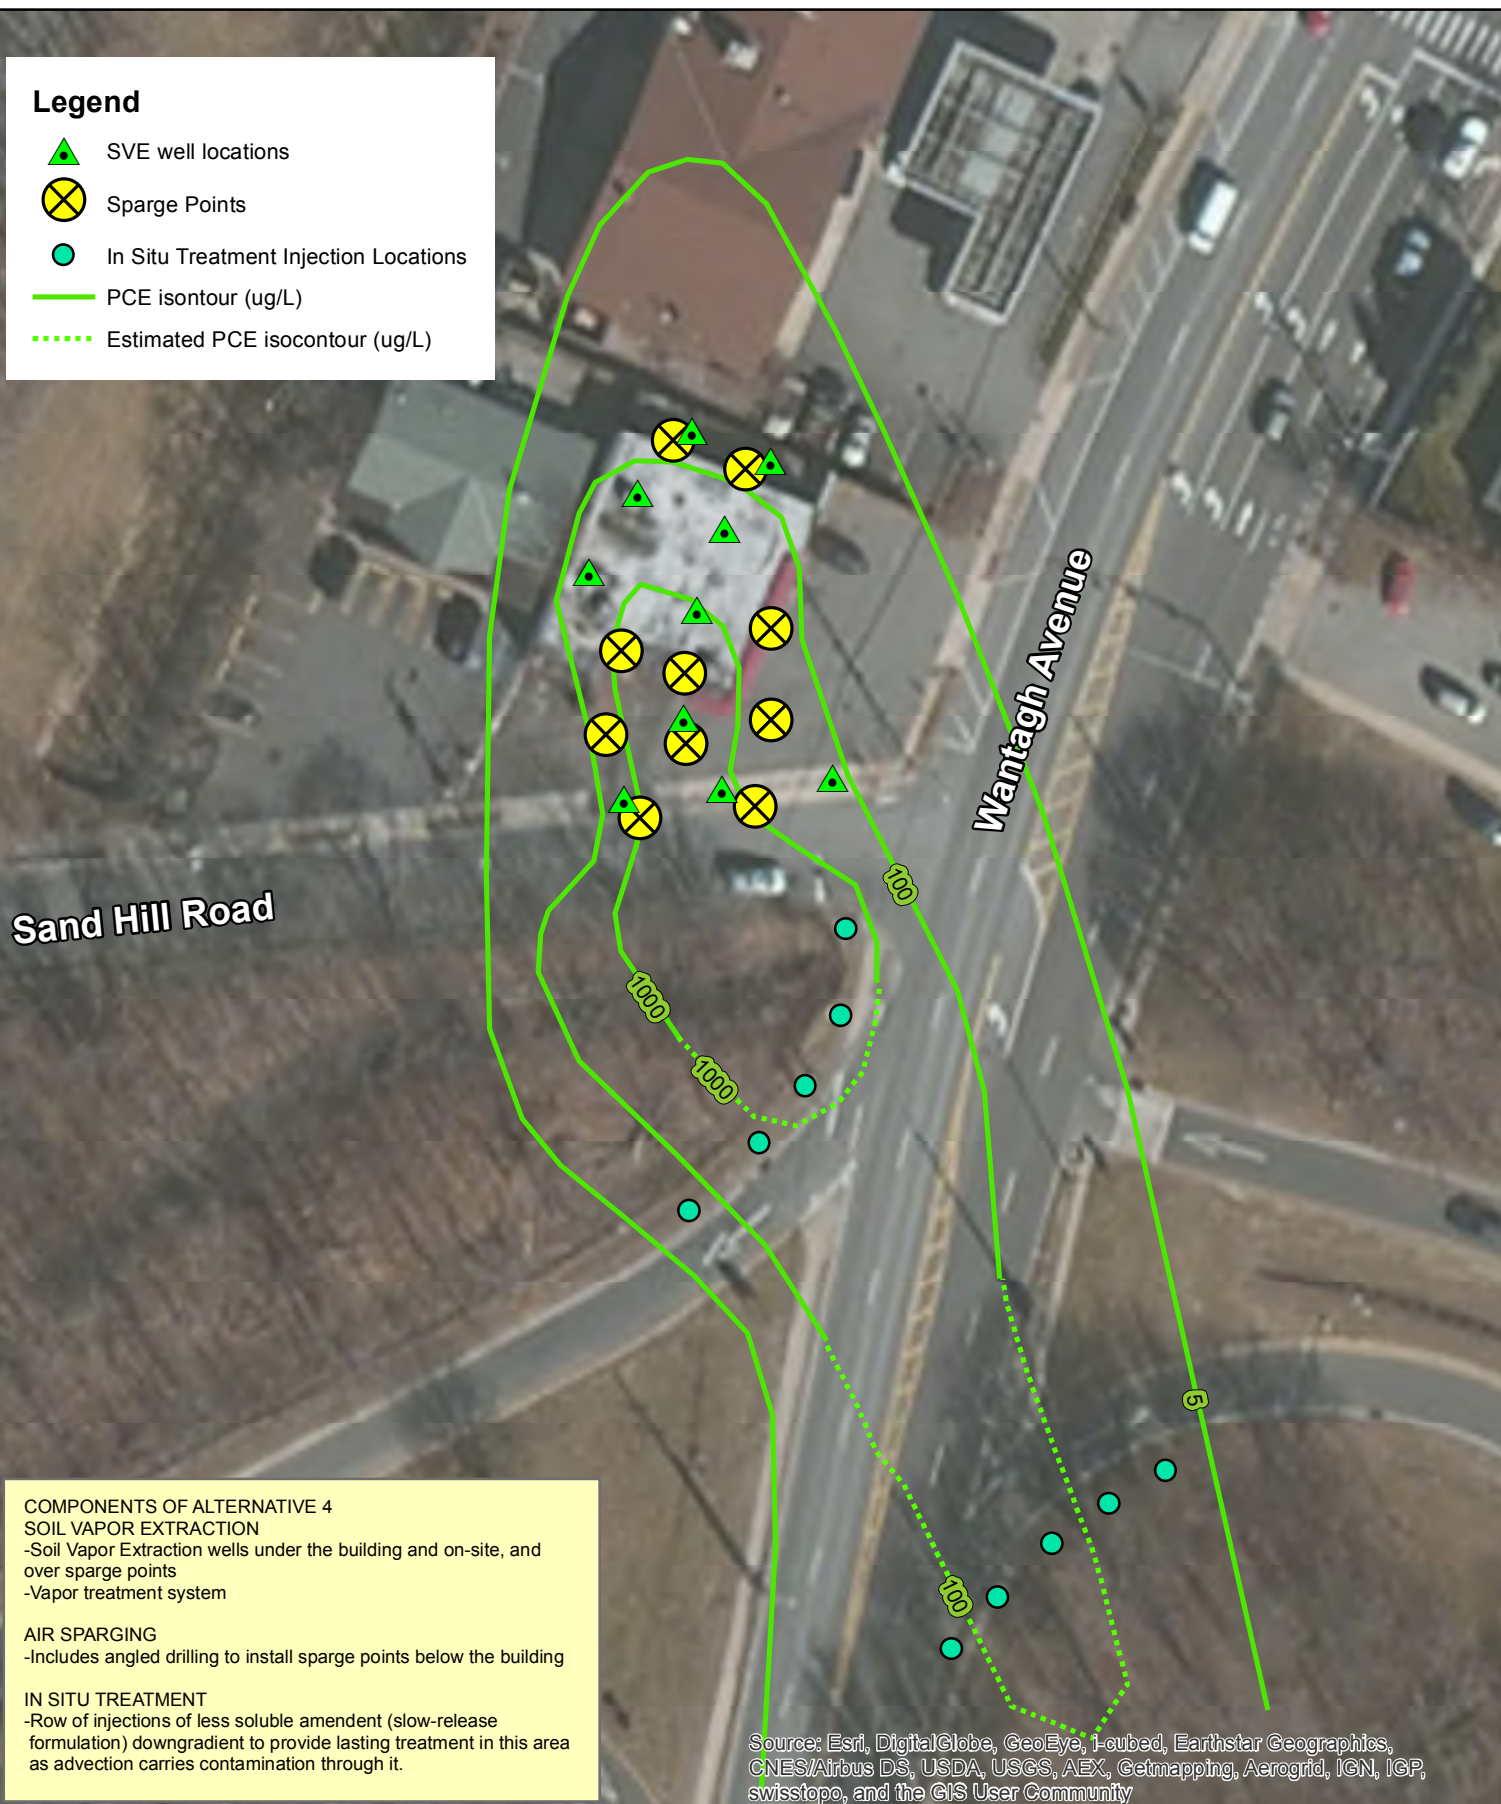 Legend
SVE well locations
Sparge Points
In Situ Treatment Injection Locations
PCE isontour (ug/L)
Estimated PCE isocontour (ug/L)
Wantagh Avenue
Sand Hill Road
100
1000
1000
5
100
COMPONENTS OF ALTERNATIVE 4
SOIL VAPOR EXTRACTION
-Soil Vapor Extraction wells under the building and on-site, and
over sparge points
-Vapor treatment system
AIR SPARGING
-Includes angled drilling to install sparge points below the building
IN SITU TREATMENT
-Row of injections of less soluble amendent (slow-release
formulation) downgradient to provide lasting treatment in this area
as advection carries contamination through it.
Source: Esri, DigitalGlobe, GeoEye, i-cubed, Earthstar Geographics,
CNES/Airbus DS, USDA, USGS, AEX, Getmapping, Aerogrid, IGN, IGP,
swisstopo, and the GIS User Community